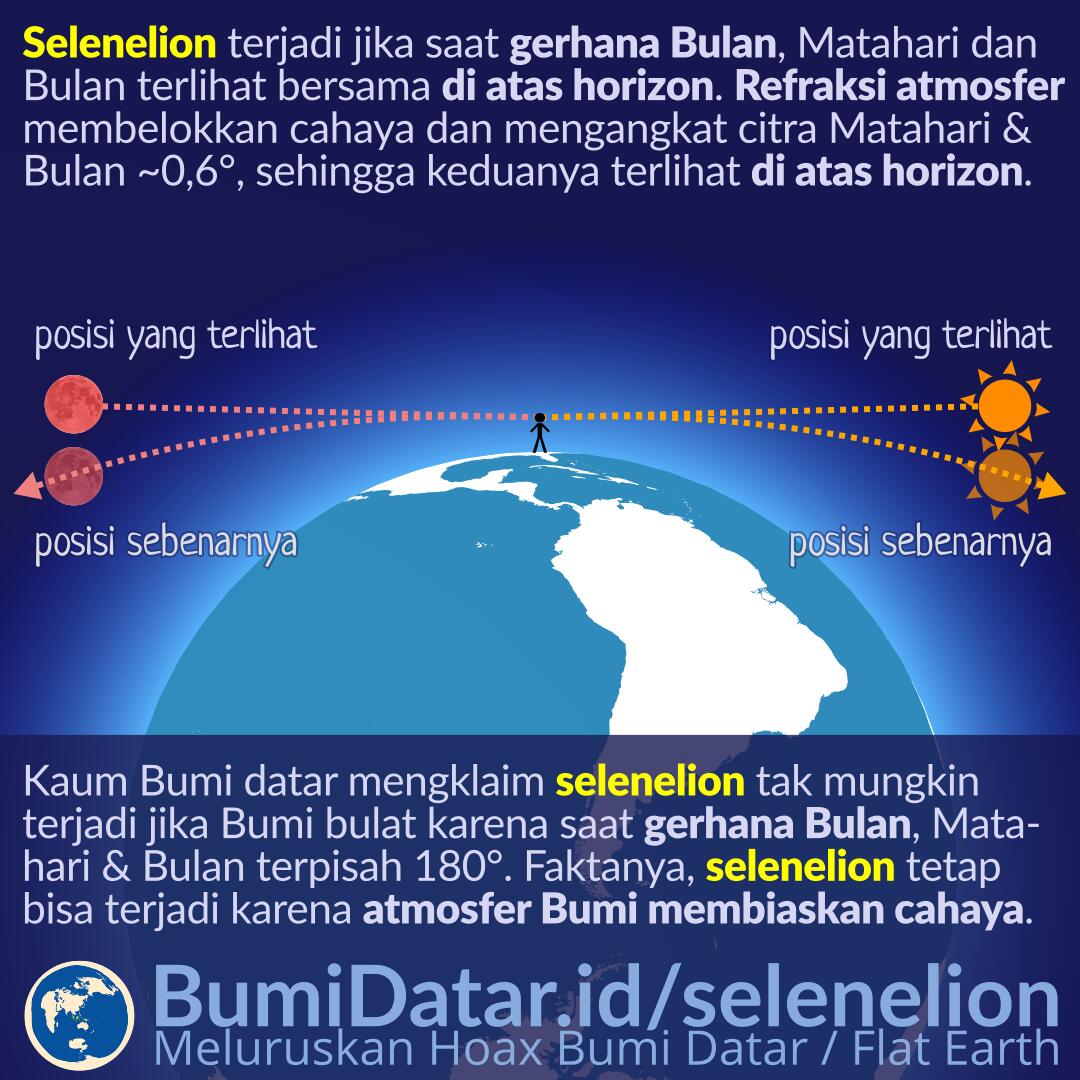 Selenelion terjadi jika saat gerhana Bulan, Matahari dan
Bulan terlihat bersama di atas horizon. Refraksi atmosfer
membelokkan cahaya dan mengangkat citra Matahari &
Bulan ~0,6°, sehingga keduanya terlihat di atas horizon.
posisi yang terlihat
posisi yang terlihat
posisi sebenarnya
posisi sebenarnya
Kaum Bumi datar mengklaim selenelion tak mungkin
terjadi jika Bumi bulat karena saat gerhana Bulan, Mata-
hari & Bulan terpisah 180°. Faktanya, selenelion tetap
bisa terjadi karena atmosfer Bumi membiaskan cahaya.
BumiDatar.id/selenelion
Meluruskan Hoax Bumi Datar / Flat Earth